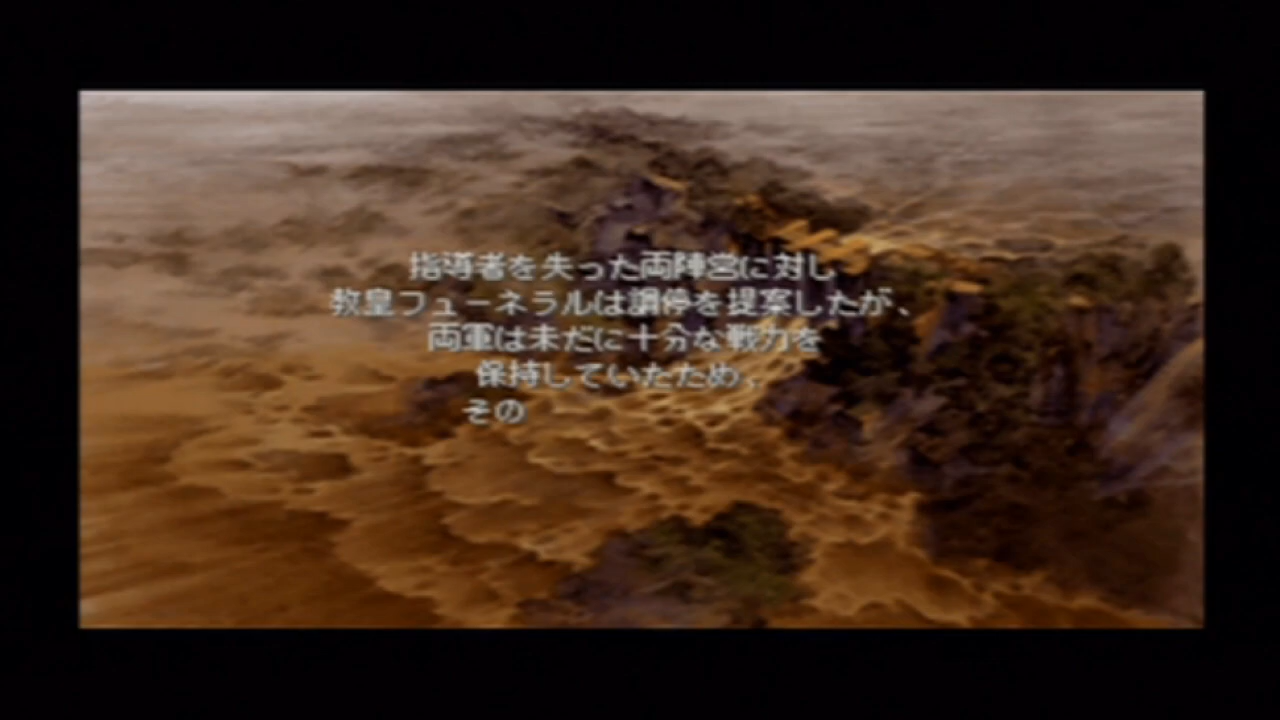 指導者を失った両陣営に対し
教皇フューネラルは調停を提案したが、
両軍は未だに十分な戦力を
保持していたため、
その